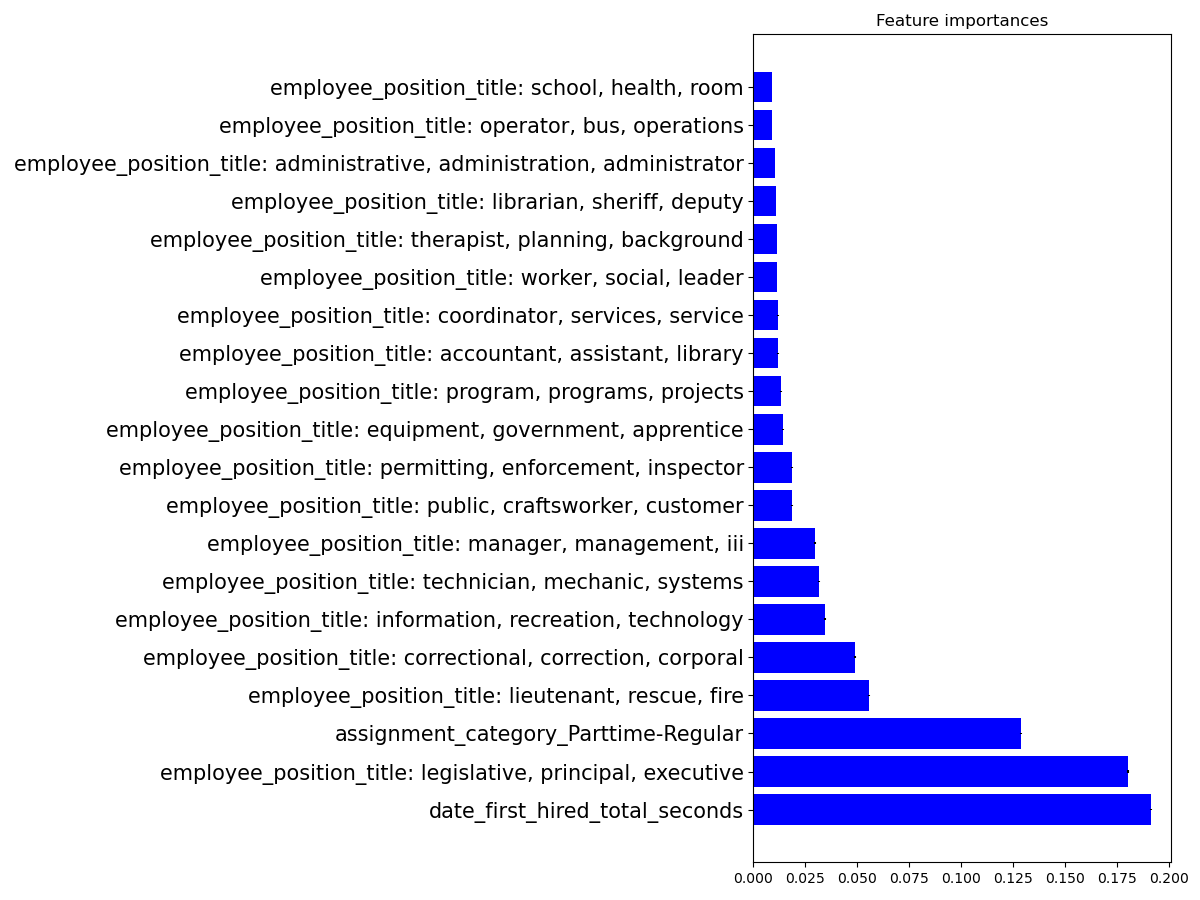 Feature importances
employee_position_title: school, health, room
employee_position_title: operator, bus, operations
employee_position_title: administrative, administration, administrator
employee_position_title: librarian, sheriff, deputy
employee_position_title: therapist, planning, background
employee_position_title: worker, social, leader
employee_position_title: coordinator, services, service
employee_position_title: accountant, assistant, library
employee_position_title: program, programs, projects
employee_position_title: equipment, government, apprentice
employee_position_title: permitting, enforcement, inspector
employee_position_title: public, craftsworker, customer
employee_position_title: manager, management, iii
employee_position_title: technician, mechanic, systems
employee_position_title: information, recreation, technology
employee_position_title: correctional, correction, corporal
employee_position_title: lieutenant, rescue, fire
assignment_category_Parttime-Regular
employee_position_title: legislative, principal, executive
date_first_hired_total_seconds
0.000 0.025 0.050 0.075 0.100 0.125 0.150 0.175 0.200